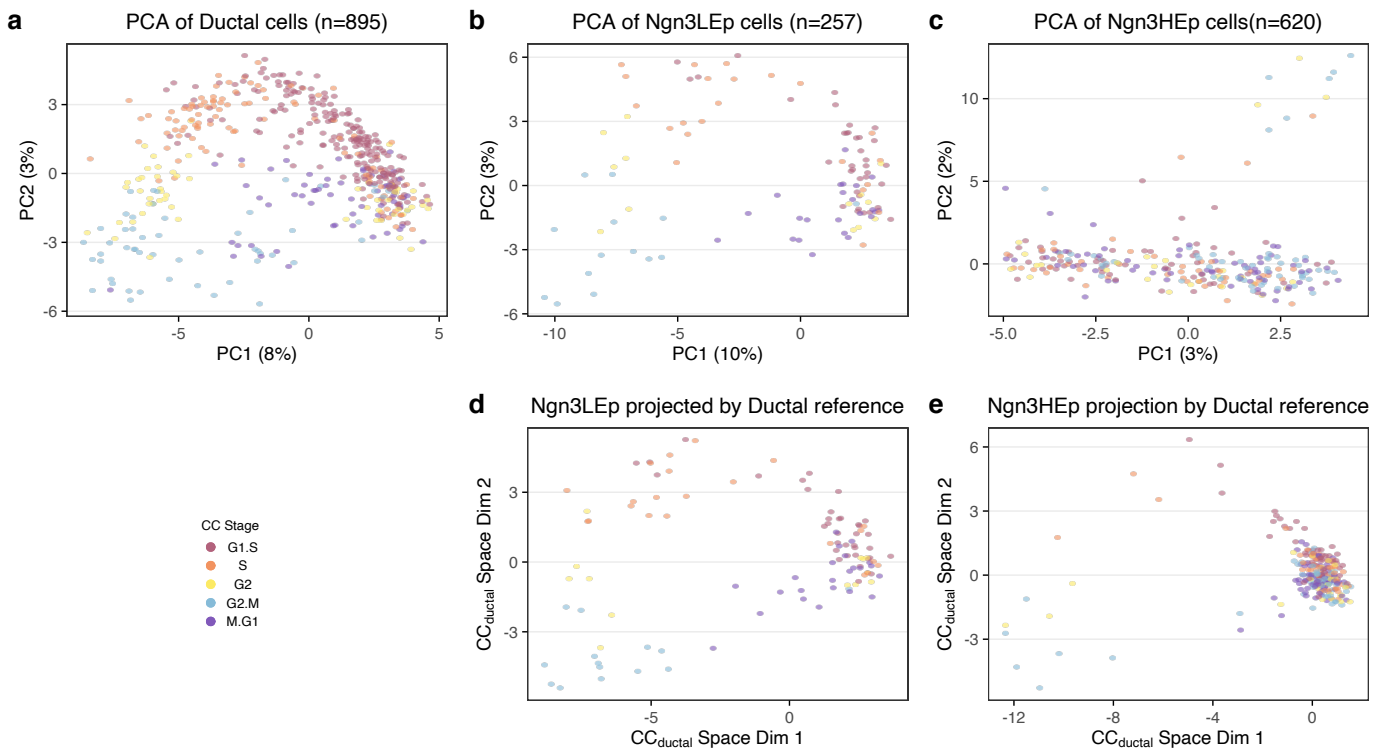 a
PCA of Ductal cells (n=895)
PC2 (3%)
3
0
-3
-6
-5
0
5
PC1 (8%)
b
PCA of Ngn3LEp cells (n=257)
PC2 (3%)
6
3
0
-3
-6
-10
-5
0
PC1 (10%)
c
PCA of Ngn3HEp cells(n=620)
PC2 (2%)
10
5
0
-5.0
-2.5
0.0
2.5
PC1 (3%)
CC Stage
G1.S
S
G2
G2.M
M.G1
d
Ngn3LEp projected by Ductal reference
CCductal Space Dim 2
3
0
-3
-5
0
CCductal Space Dim 1
e
Ngn3HEp projection by Ductal reference
CCductal Space Dim 2
6
3
0
-3
-12
-8
-4
0
CCductal Space Dim 1